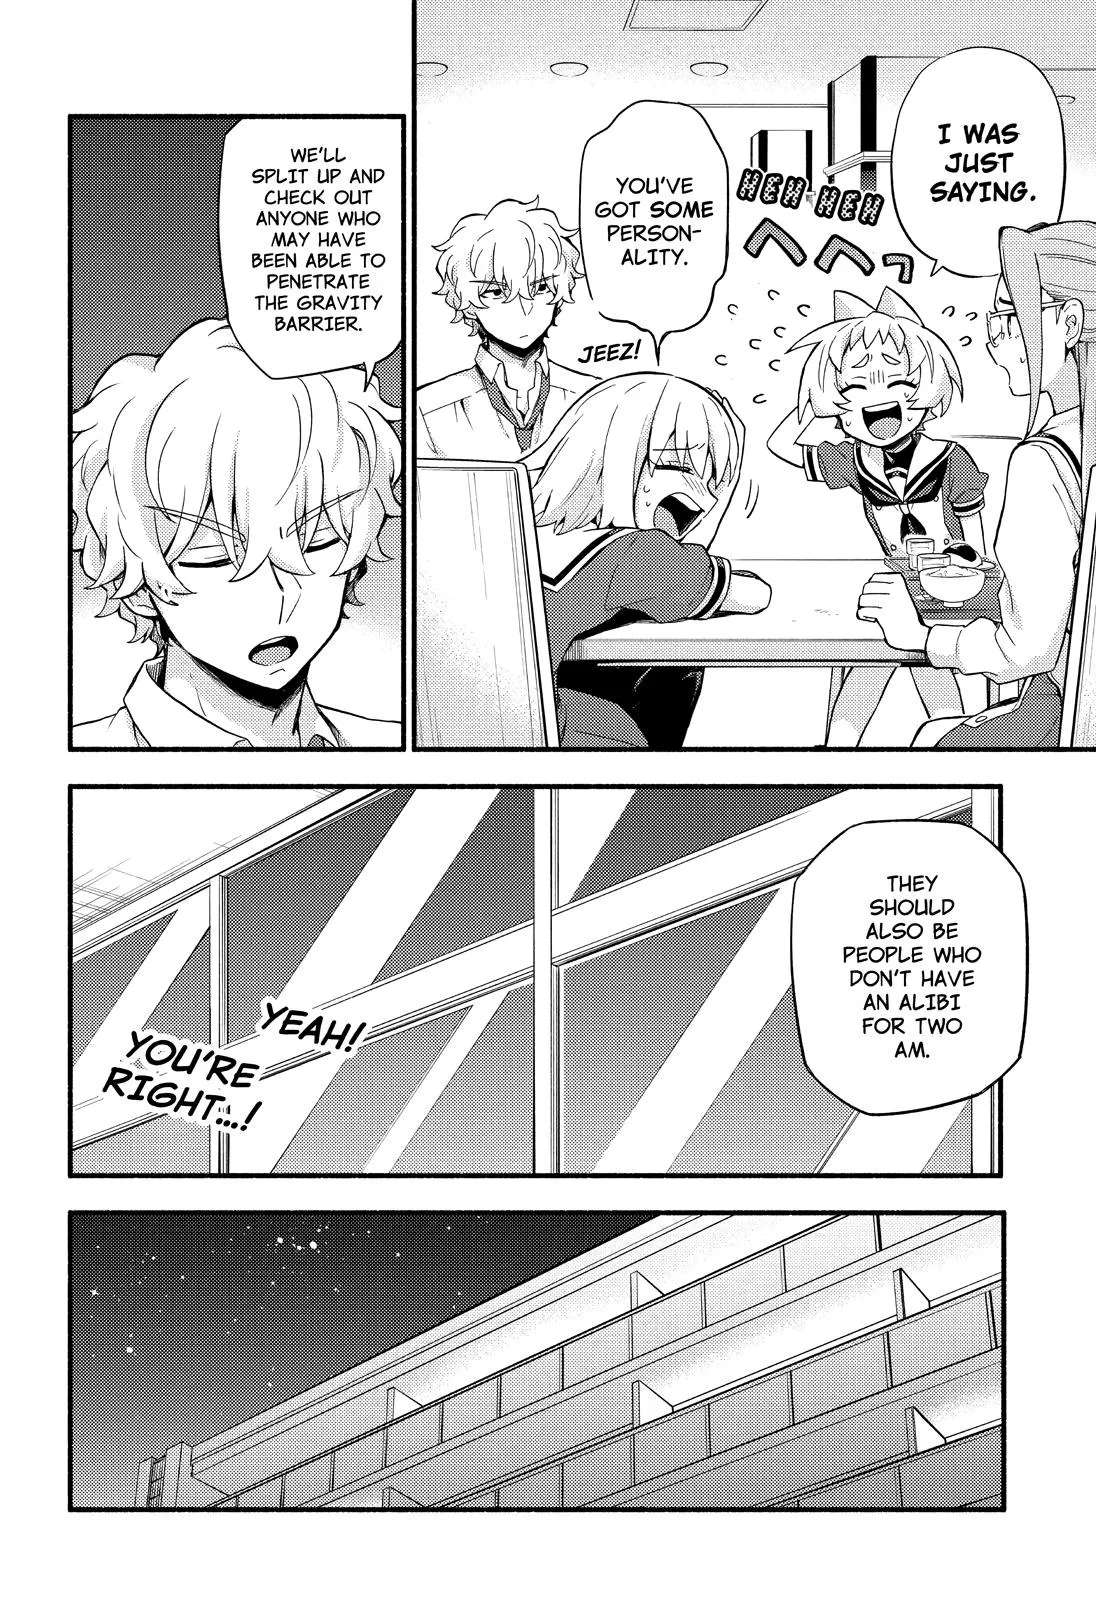 I WAS
JUST
SAYING.
HEH HEH
へへっ
YOU'VE
GOT SOME
PERSON-
ALITY.
JEEZ!
WE'LL
SPLIT UP AND
CHECK OUT
ANYONE WHO
MAY HAVE
BEEN ABLE TO
PENETRATE
THE GRAVITY
BARRIER.
THEY
SHOULD
ALSO BE
PEOPLE WHO
DON'T HAVE
AN ALIBI
FOR TWO
AM.
YEAH!
YOU'RE
RIGHT...!